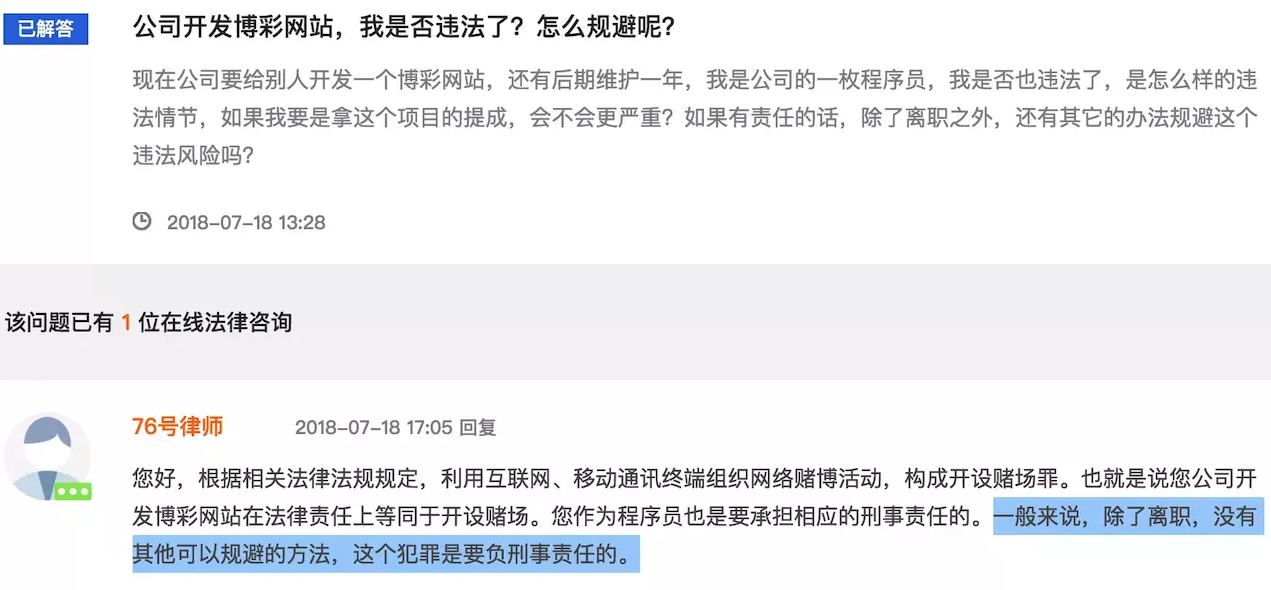 已解答
公司开发博彩网站，我是否违法了？怎么规避呢？
现在公司要给别人开发一个博彩网站，还有后期维护一年，我是公司的一枚程序员，我是否也违法了，是怎么样的违
法情节，如果我要是拿这个项目的提成，会不会更严重？如果有责任的话，除了离职之外，还有其它的办法规避这个
违法风险吗？
2018-07-18 13:28
该问题已有 1 位在线法律咨询
76号律师 2018-07-18 17:05 回复
您好，根据相关法律法规规定，利用互联网、移动通讯终端组织网络赌博活动，构成开设赌场罪。也就是说您公司开
发博彩网站在法律责任上等同于开设赌场。您作为程序员也是要承担相应的刑事责任的。一般来说，除了离职，没有
其他可以规避的方法，这个犯罪是要负刑事责任的。